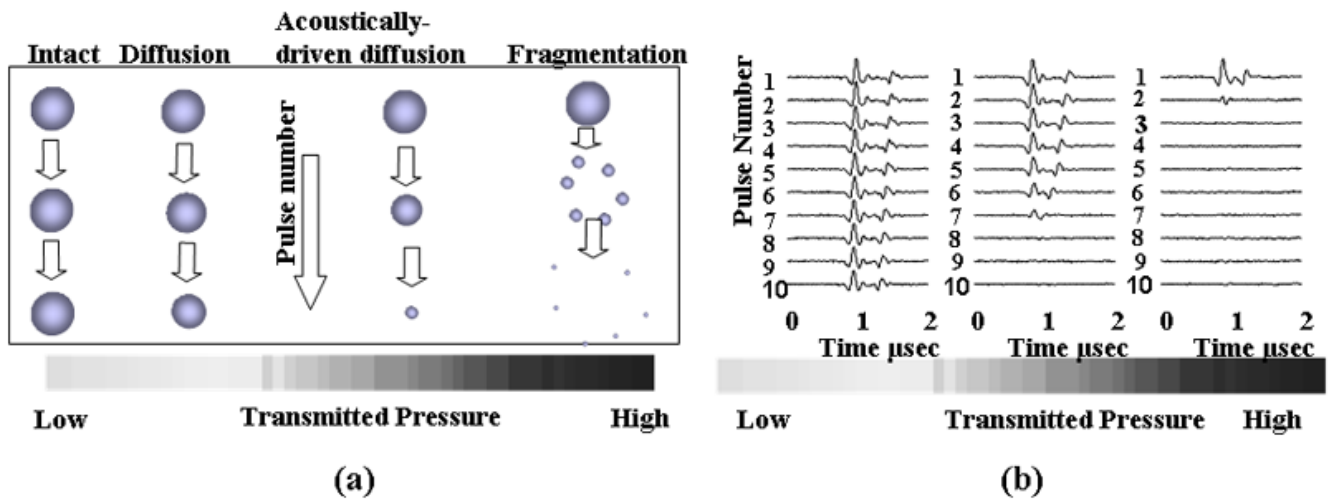 Intact Diffusion Acoustically-driven diffusion Fragmentation
Pulse number
Low Transmitted Pressure High
(a)
Pulse Number
1 1 1
2 2 2
3 3 3
4 4 4
5 5 5
6 6 6
7 7 7
8 8 8
9 9 9
10 10 10
0 1 2 0 1 2 0 1 2
Time μsec Time μsec Time μsec
Low Transmitted Pressure High
(b)